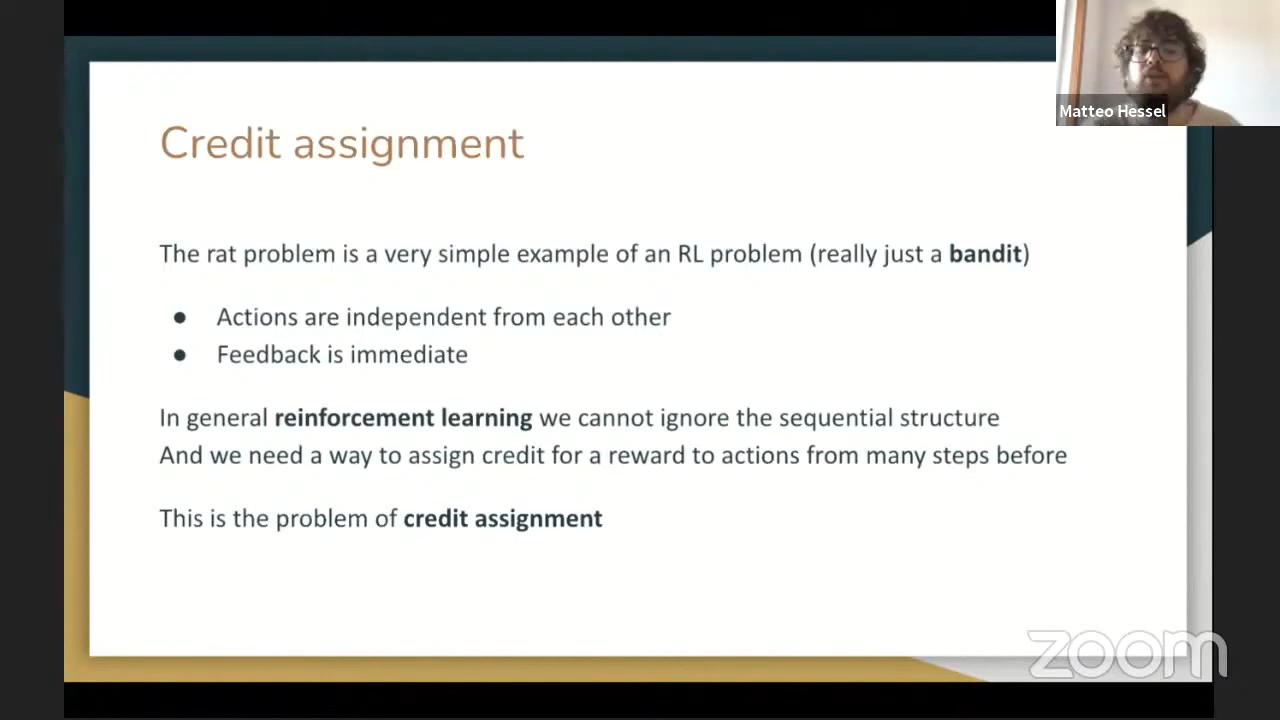 Matteo Hessel
Credit assignment
The rat problem is a very simple example of an RL problem (really just a bandit)
● Actions are independent from each other
● Feedback is immediate
In general reinforcement learning we cannot ignore the sequential structure
And we need a way to assign credit for a reward to actions from many steps before
This is the problem of credit assignment
zoom